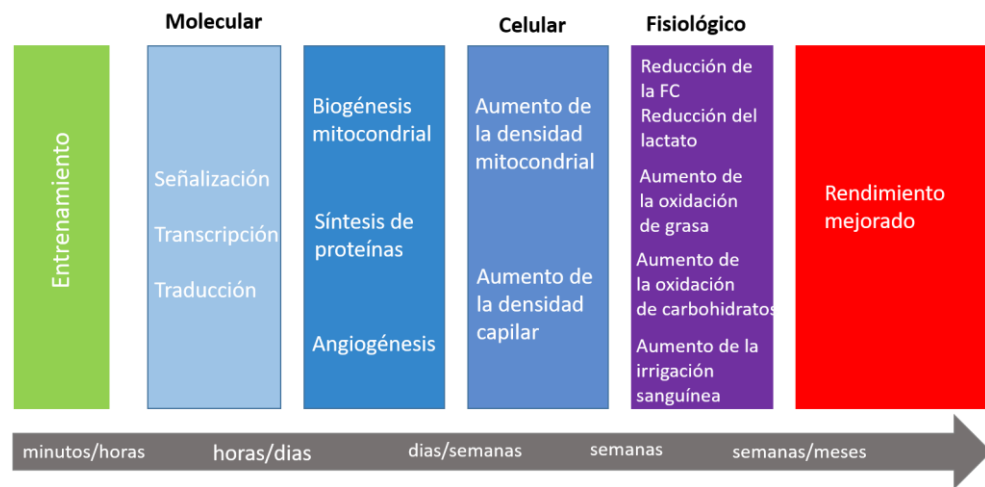 Molecular
Celular
Fisiológico
Entrenamiento
Señalización
Transcripción
Traducción
Biogénesis
mitocondrial
Síntesis de
proteínas
Angiogénesis
Aumento de
la densidad
mitocondrial
Aumento de
la densidad
capilar
Reducción de
la FC
Reducción del
lactato
Aumento de
la oxidación
de grasa
Aumento de
la oxidación
de carbohidratos
Aumento de la
irrigación
sanguínea
Rendimiento
mejorado
minutos/horas
horas/dias
dias/semanas
semanas
semanas/meses